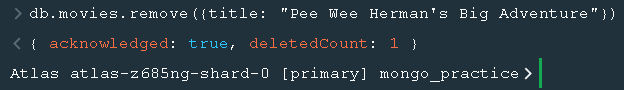 > db.movies.remove({title: "Pee Wee Herman's Big Adventure"})
< { acknowledged: true, deletedCount: 1 }
Atlas atlas-z685ng-shard-0 [primary] mongo_practice>